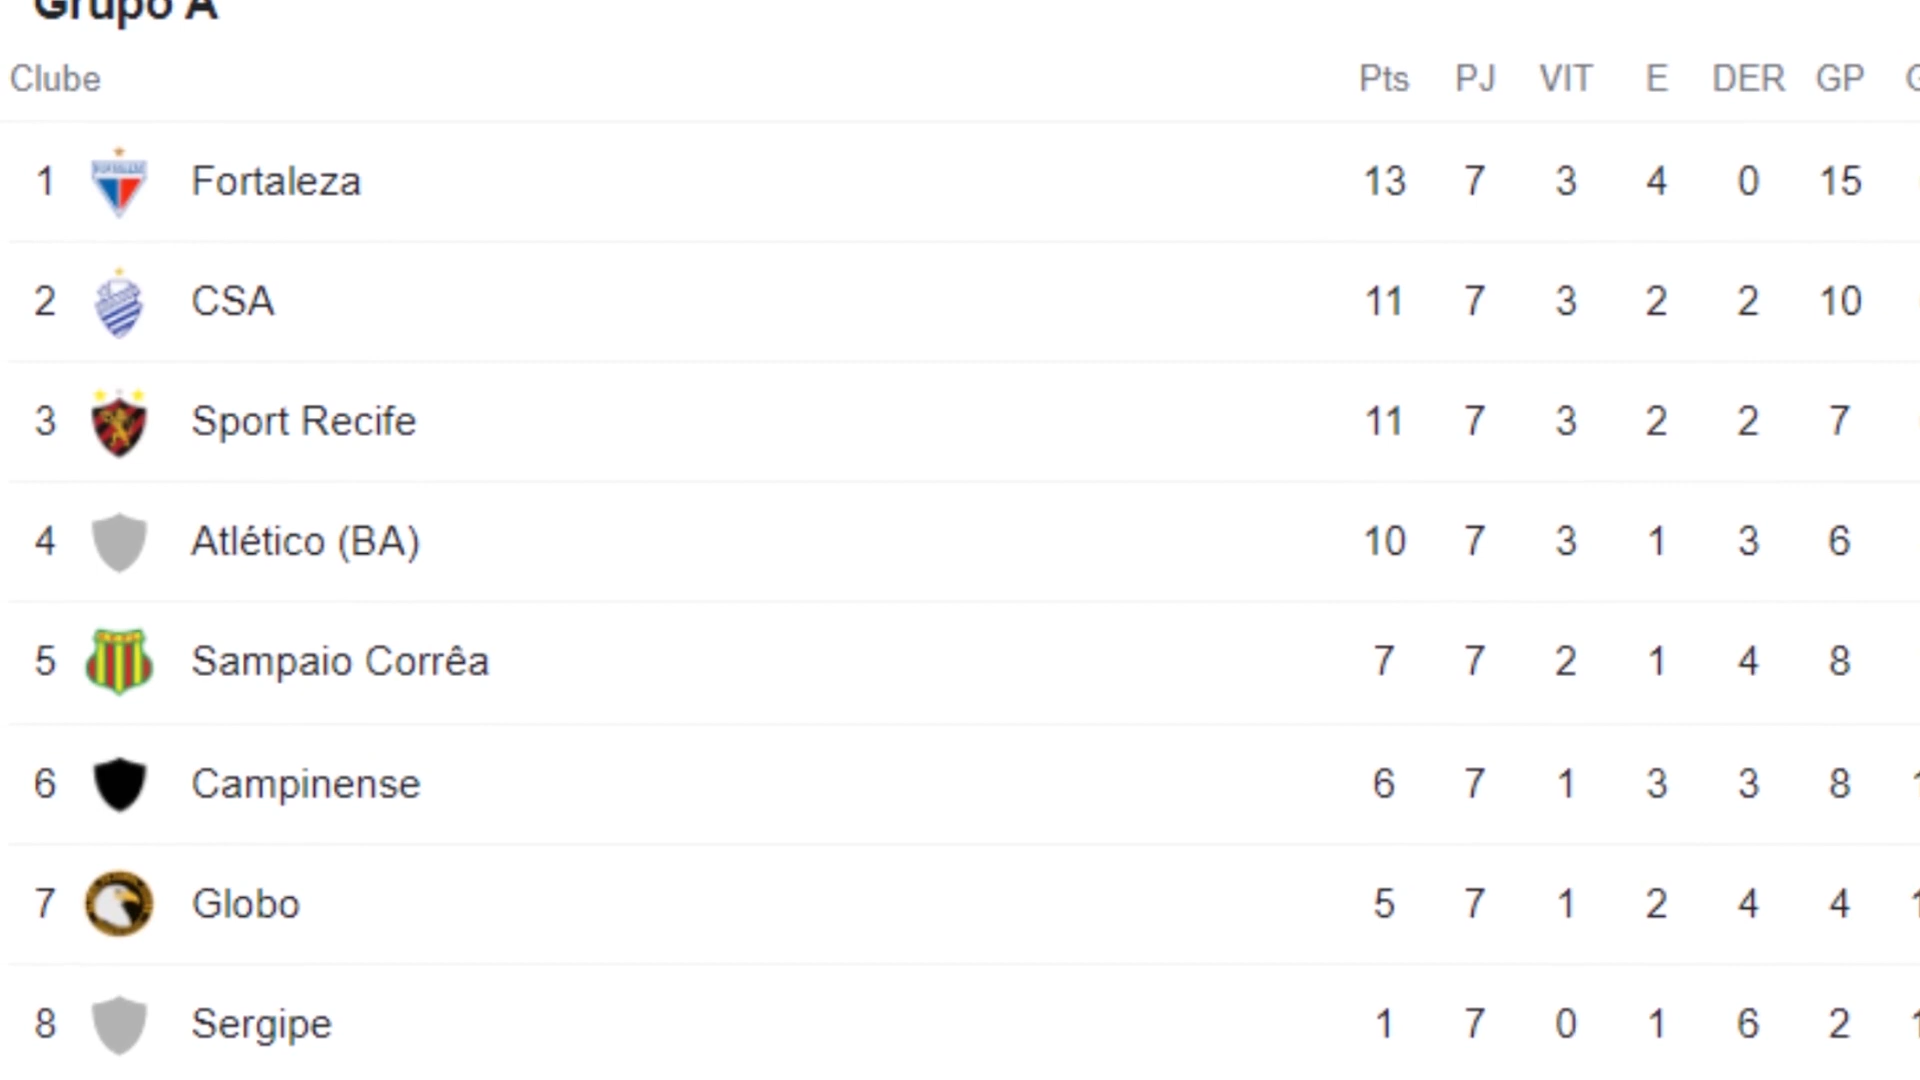 Grupo A
Clube Pts PJ VIT E DER GP
1 Fortaleza 13 7 3 4 0 15
2 CSA 11 7 3 2 2 10
3 Sport Recife 11 7 3 2 2 7
4 Atlético (BA) 10 7 3 1 3 6
5 Sampaio Corrêa 7 7 2 1 4 8
6 Campinense 6 7 1 3 3 8
7 Globo 5 7 1 2 4 4
8 Sergipe 1 7 0 1 6 2